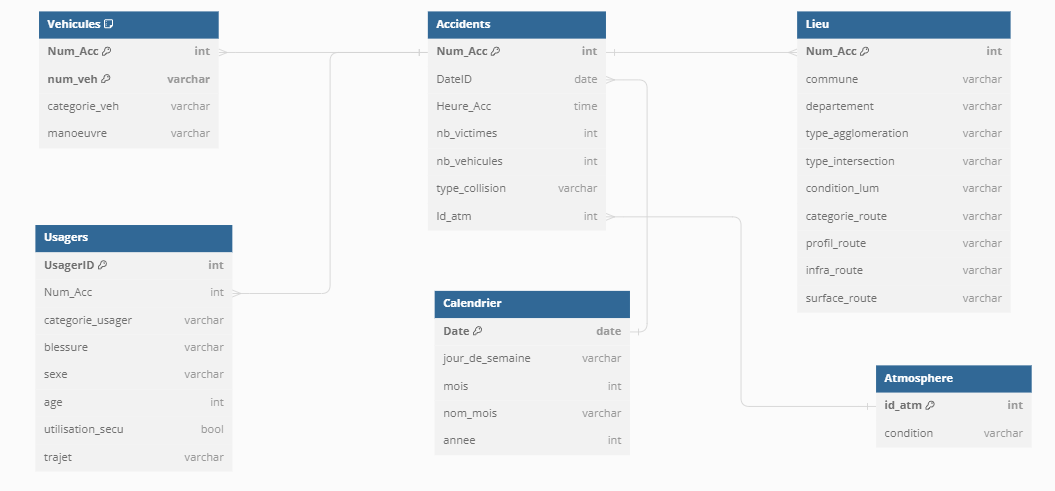 Vehicules
Num_Acc int
num_veh varchar
categorie_veh varchar
manoeuvre varchar
Accidents
Num_Acc int
DateID date
Heure_Acc time
nb_victimes int
nb_vehicules int
type_collision varchar
Id_atm int
Lieu
Num_Acc int
commune varchar
departement varchar
type_agglomeration varchar
type_intersection varchar
condition_lum varchar
categorie_route varchar
profil_route varchar
infra_route varchar
surface_route varchar
Usagers
UsagerID int
Num_Acc int
categorie_usager varchar
blessure varchar
sexe varchar
age int
utilisation_secu bool
trajet varchar
Calendrier
Date date
jour_de_semaine varchar
mois int
nom_mois varchar
annee int
Atmosphere
id_atm int
condition varchar